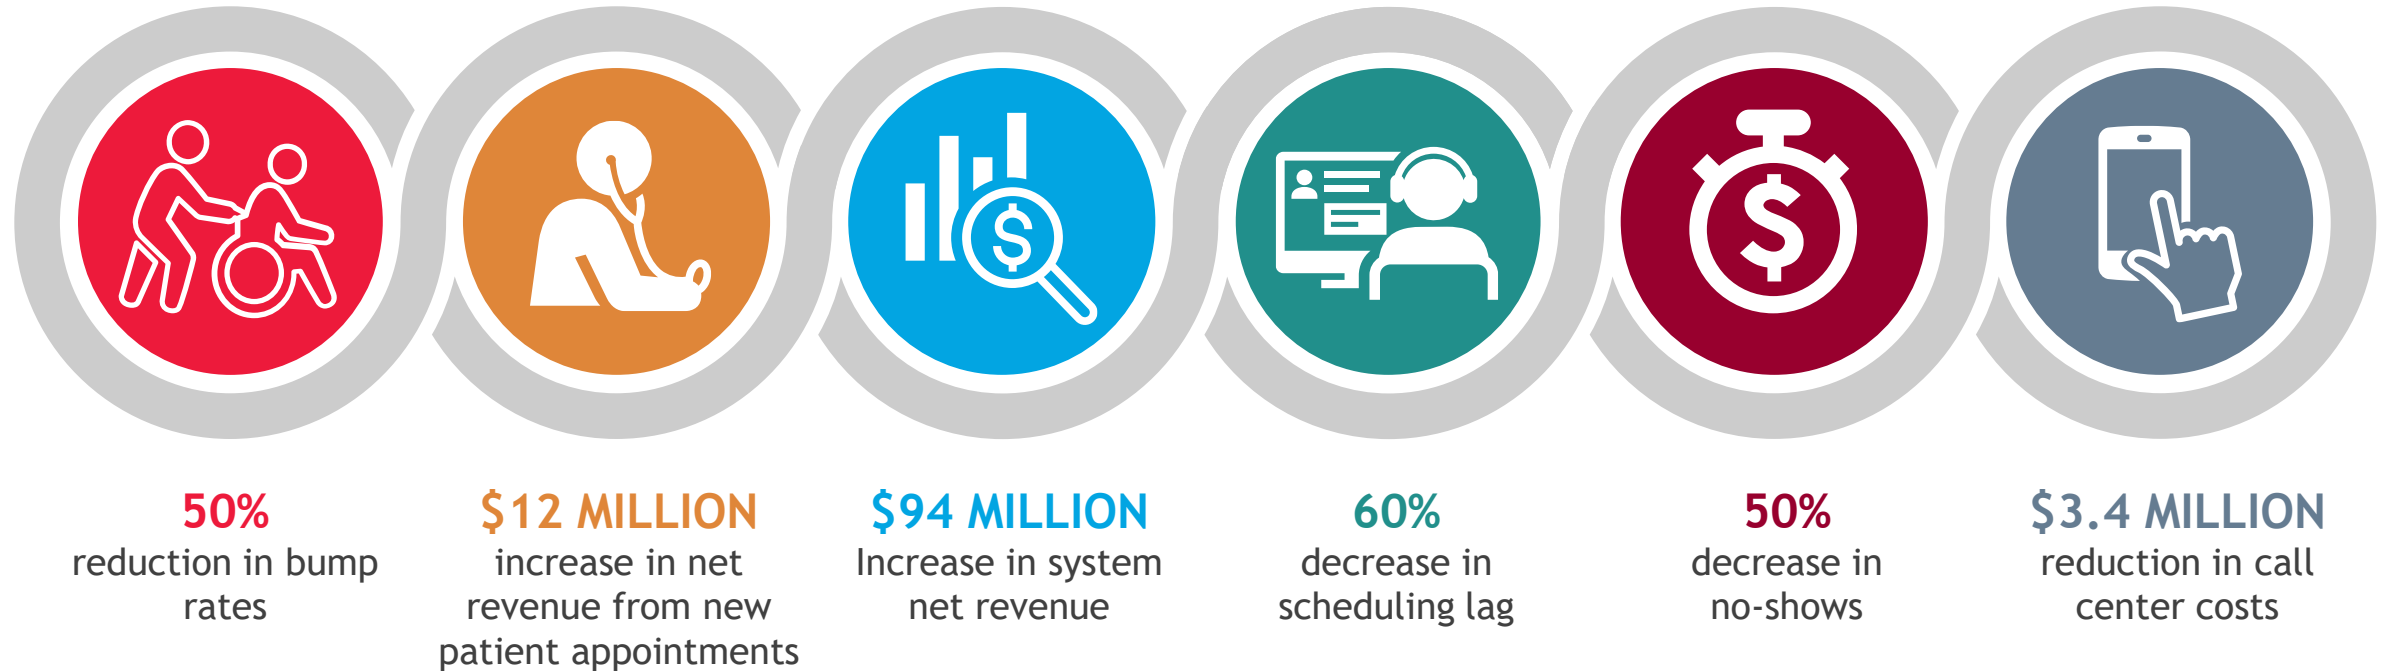 50%
reduction in bump
rates
$12 MILLION
increase in net
revenue from new
patient appointments
$94 MILLION
Increase in system
net revenue
60%
decrease in
scheduling lag
50%
decrease in
no-shows
$3.4 MILLION
reduction in call
center costs
$
$